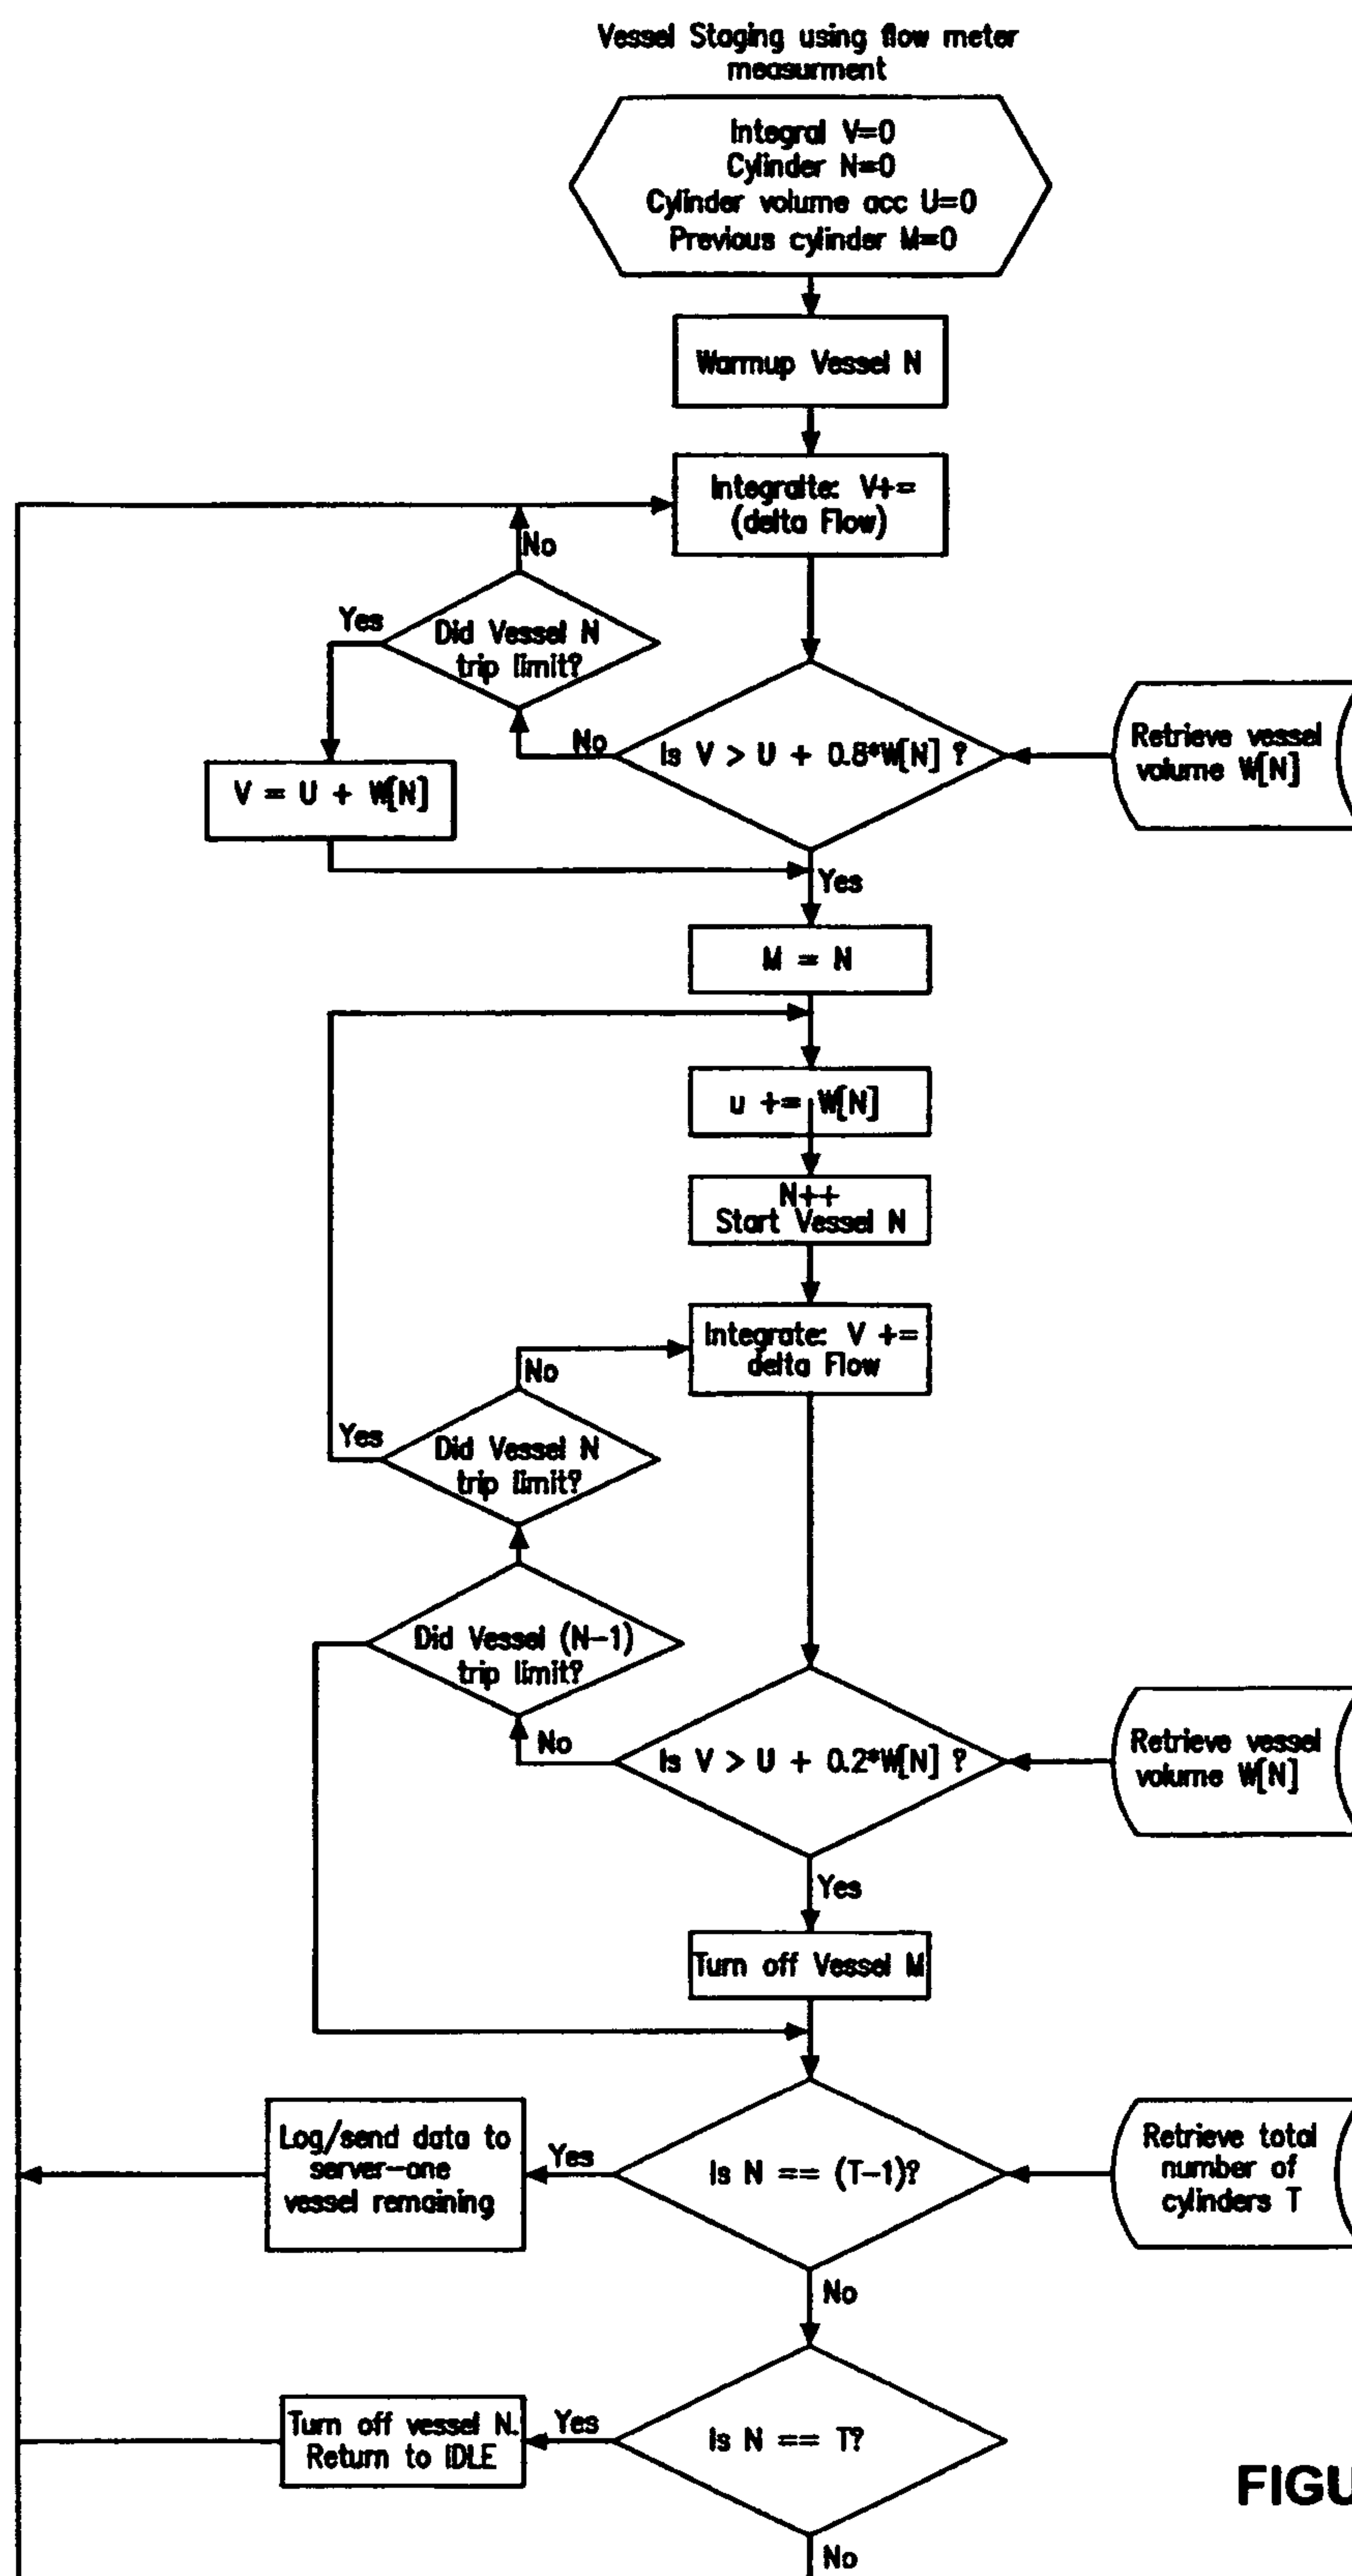 Vessel Staging using flow meter
measurment
Integral V=0
Cylinder N=0
Cylinder volume acc U=0
Previous cylinder M=0
Warmup Vessel N
Integraite: V+=
(delta Flow)
No
Did Vessel N
trip limit?
Yes
Is V > U + 0.8*W[N] ?
No
Retrieve vessel
volume W[N]
V = U + W[N]
Yes
M = N
u += W[N]
N++
Start Vessel N
Integrate: V +=
delta Flow
No
Did Vessel N
trip limit?
Yes
Did Vessel (N-1)
trip limit?
No
Is V > U + 0.2*W[N] ?
Retrieve vessel
volume W[N]
Yes
Turn off Vessel M
Log/send data to
server-one
vessel remaining
Yes
Is N == (T-1)?
Retrieve total
number of
cylinders T
No
Turn off vessel N.
Return to IDLE
Yes
Is N == T?
FIGU
No